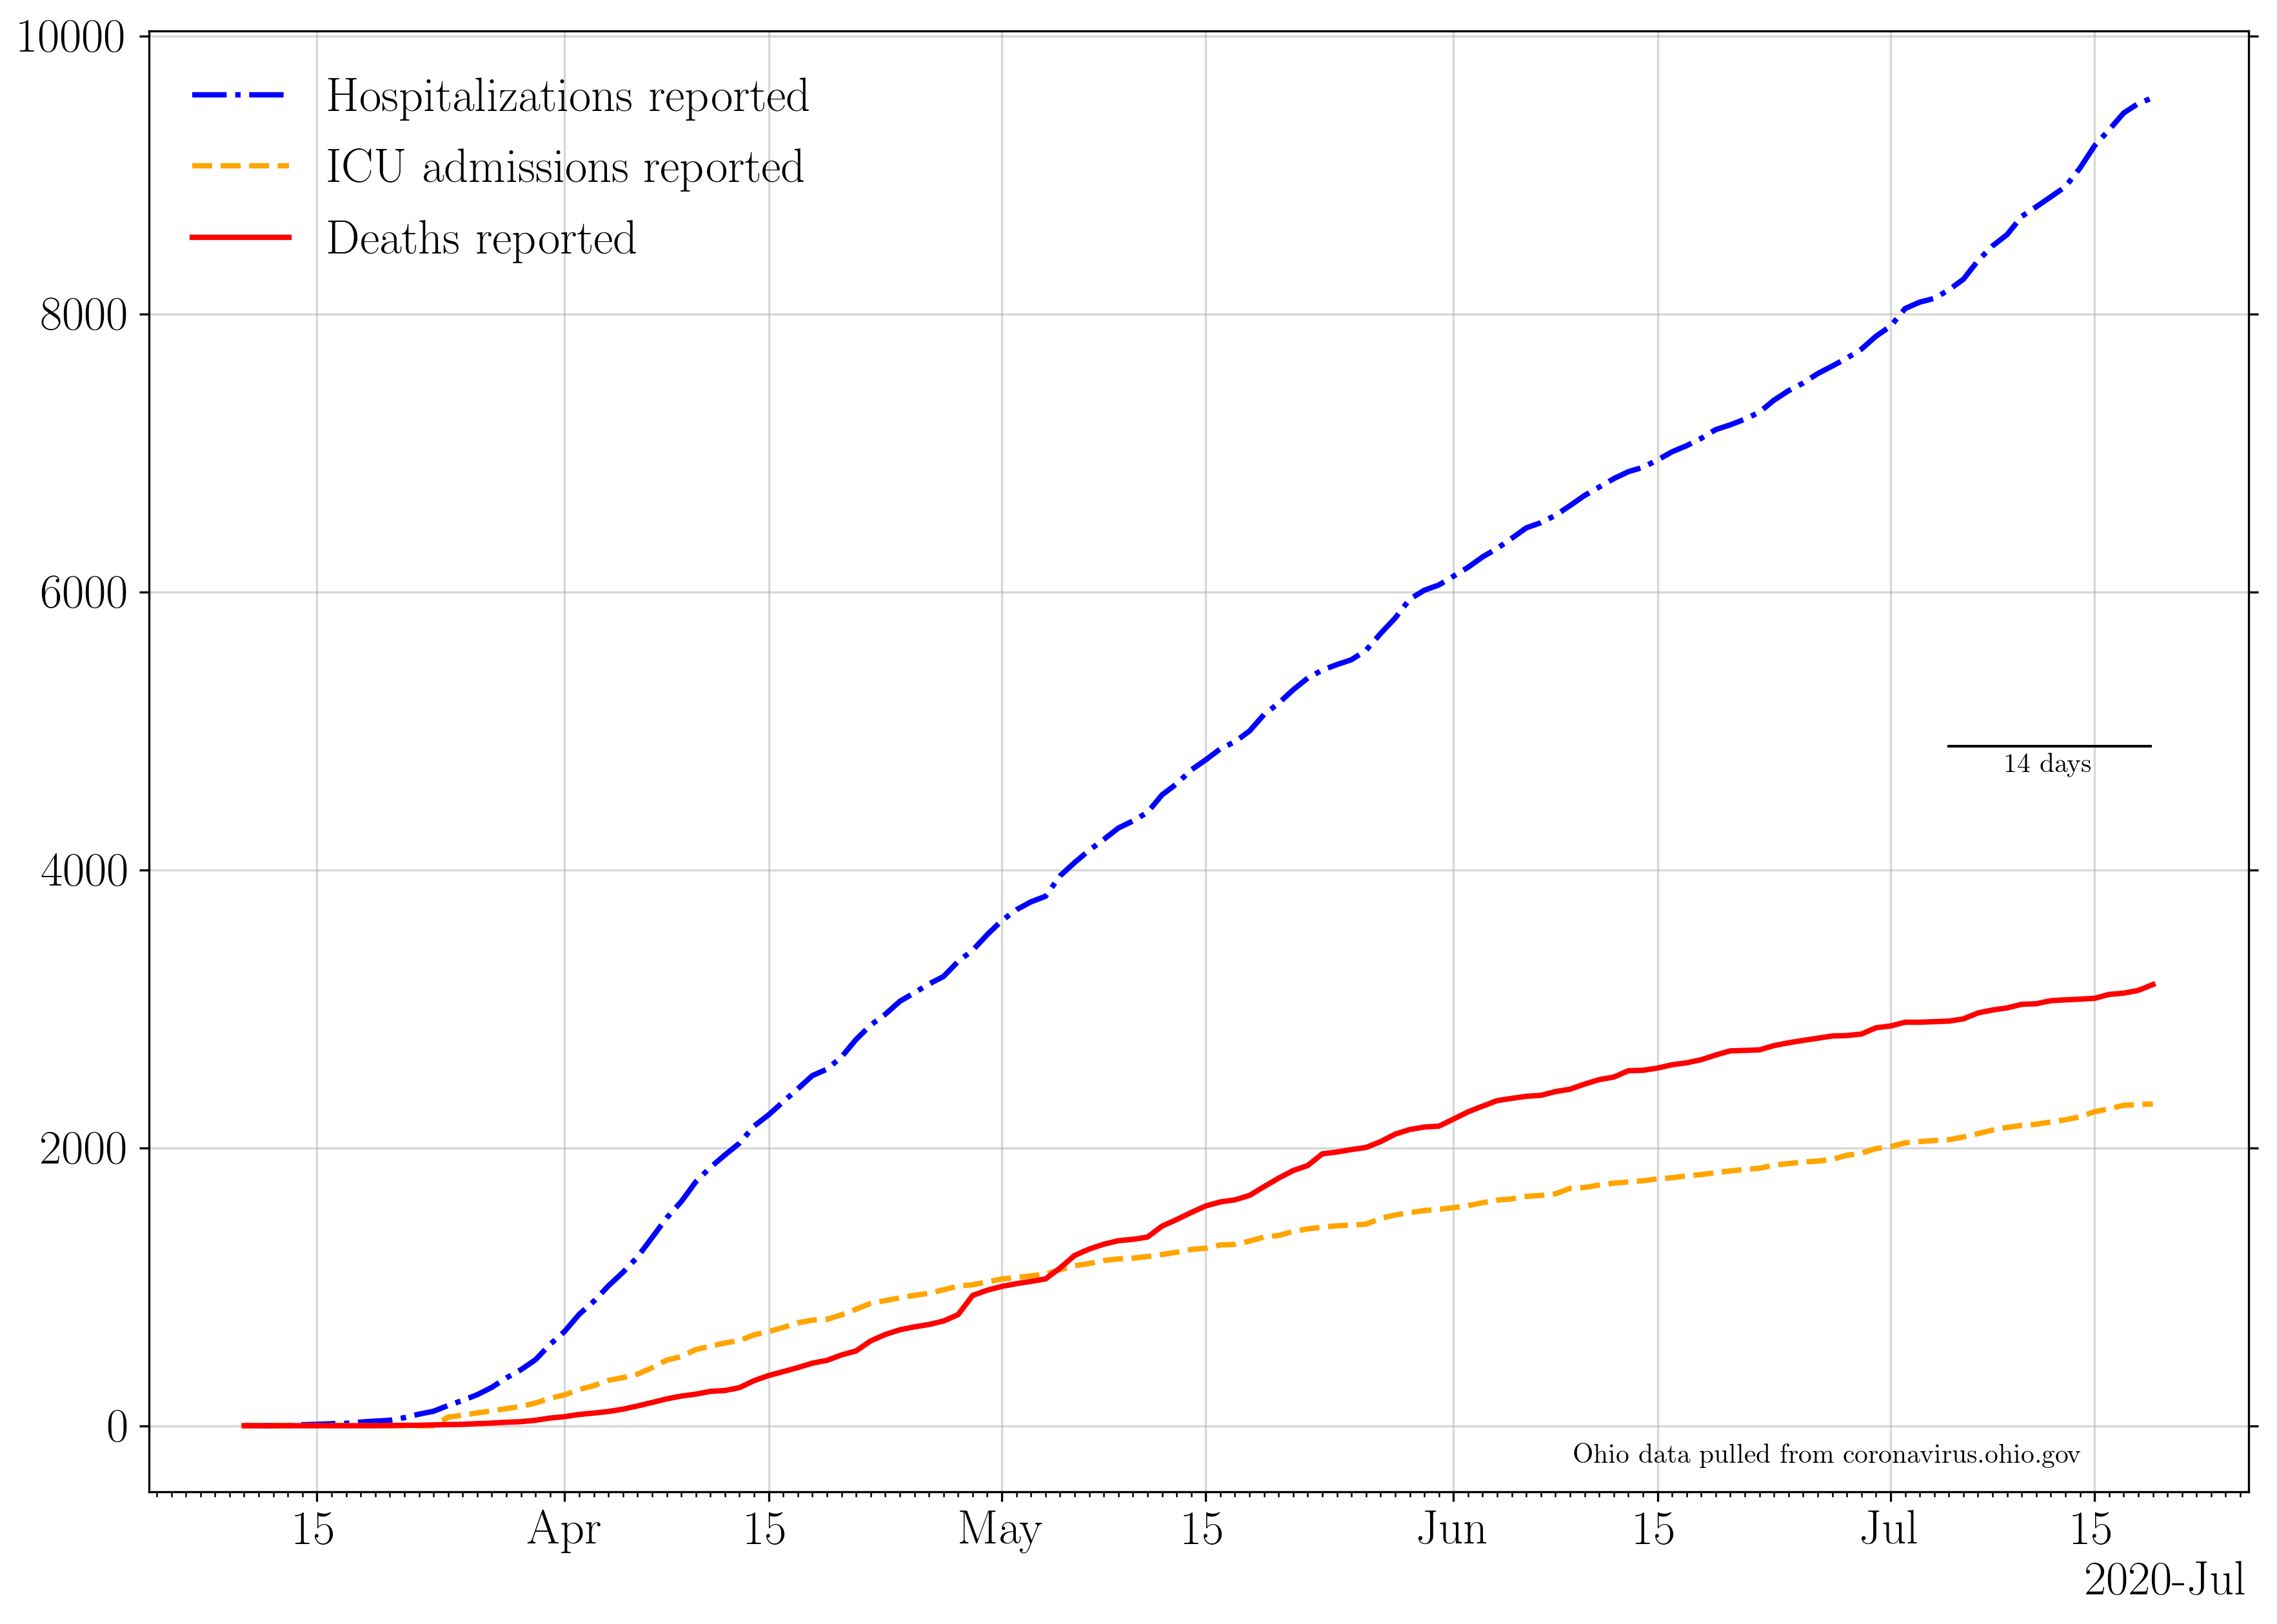 10000
Hospitalizations reported
ICU admissions reported
Deaths reported
8000
6000
14 days
4000
2000
0
Ohio data pulled from coronavirus.ohio.gov
15 Apr 15 May 15 Jun 15 Jul 15
2020-Jul